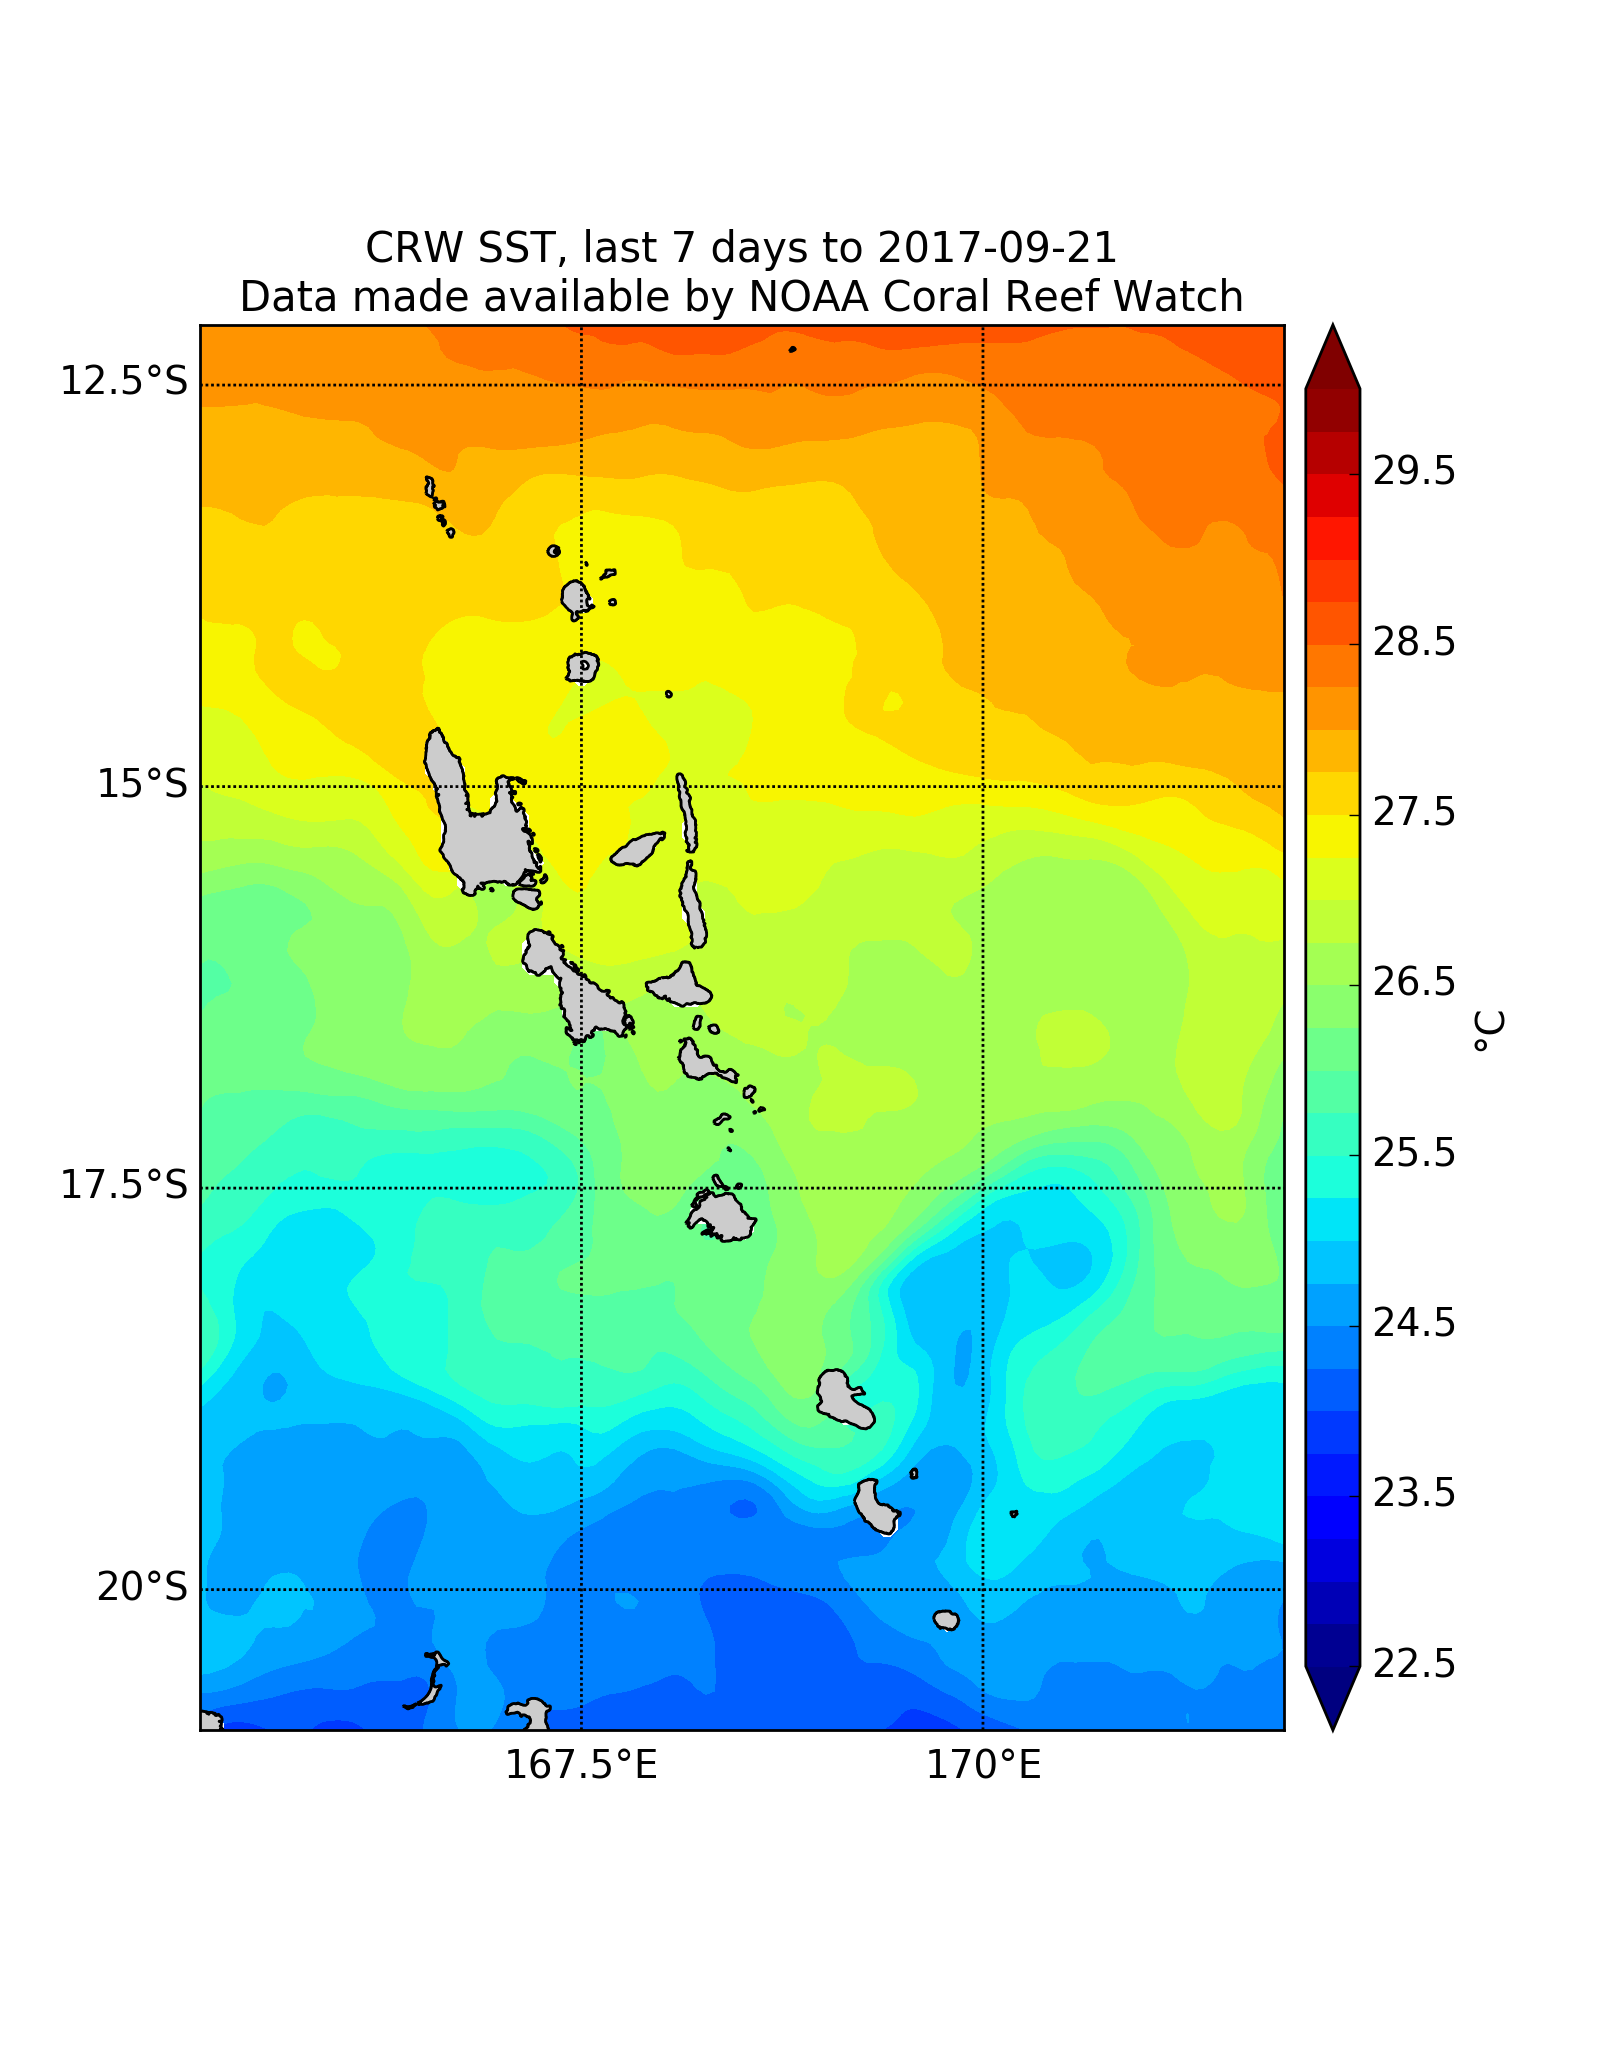 CRW SST, last 7 days to 2017-09-21
Data made available by NOAA Coral Reef Watch
12.5°S
15°S
17.5°S
20°S
167.5°E
170°E
29.5
28.5
27.5
26.5
25.5
24.5
23.5
22.5
°C